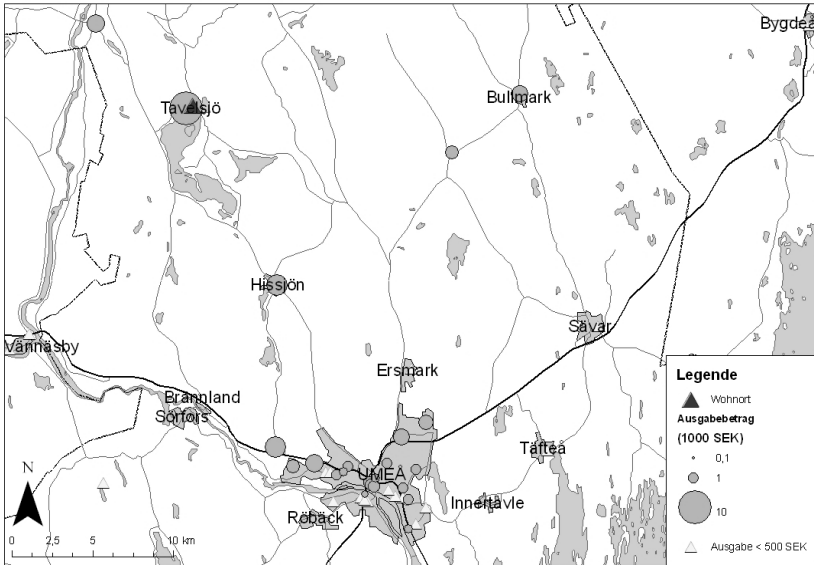 Bygdeå
Tavelsjö
Bullmark
Hissjön
Sävar
Vännäsby
Ersmark
Brännland
Sörfors
Täfteå
UMEÅ
Innertavle
Röbäck
N
0 2,5 5 10 km
Legende
Wohnort
Ausgabebetrag
(1000 SEK)
0,1
1
10
Ausgabe < 500 SEK